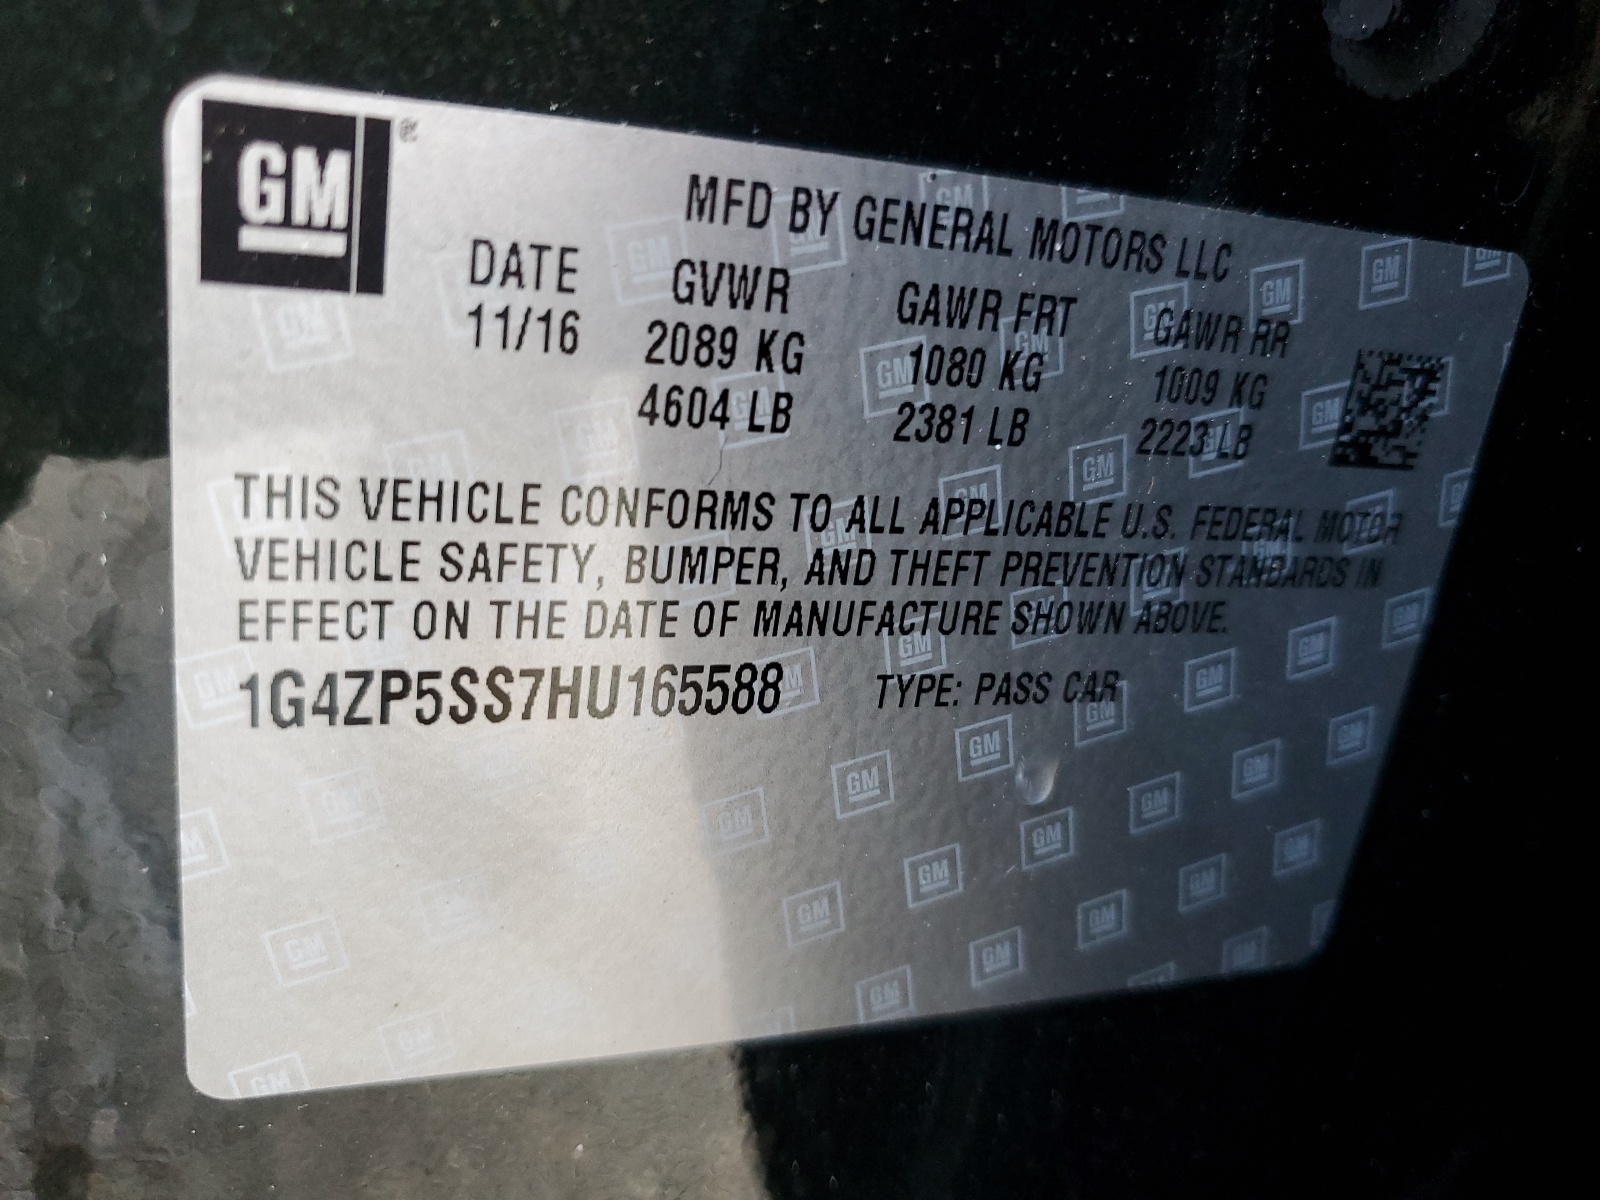 GM®
MFD BY GENERAL MOTORS LLC
DATE GVWR GAWR FRT GAWR RR
11/16 2089 KG 1080 KG 1009 KG
4604 LB 2381 LB 2223 LB
THIS VEHICLE CONFORMS TO ALL APPLICABLE U.S. FEDERAL MOTOR
VEHICLE SAFETY, BUMPER, AND THEFT PREVENTION STANDARDS IN
EFFECT ON THE DATE OF MANUFACTURE SHOWN ABOVE.
1G4ZP5SS7HU165588 TYPE: PASS CAR